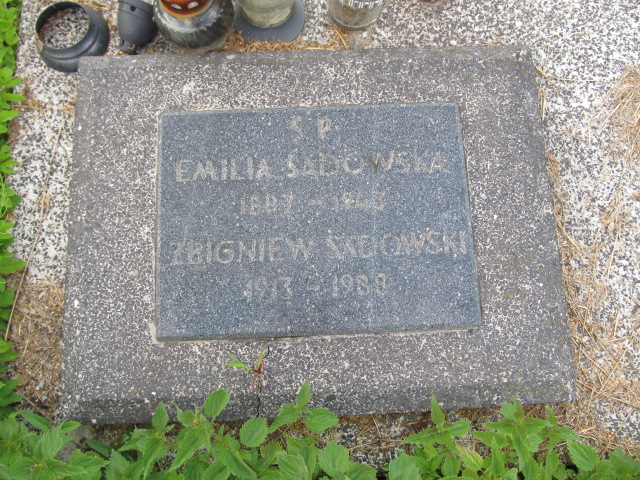 Ś. P.
EMILIA SADOWSKA
ZBIGNIEW SADOWSKI
1913 - 1988